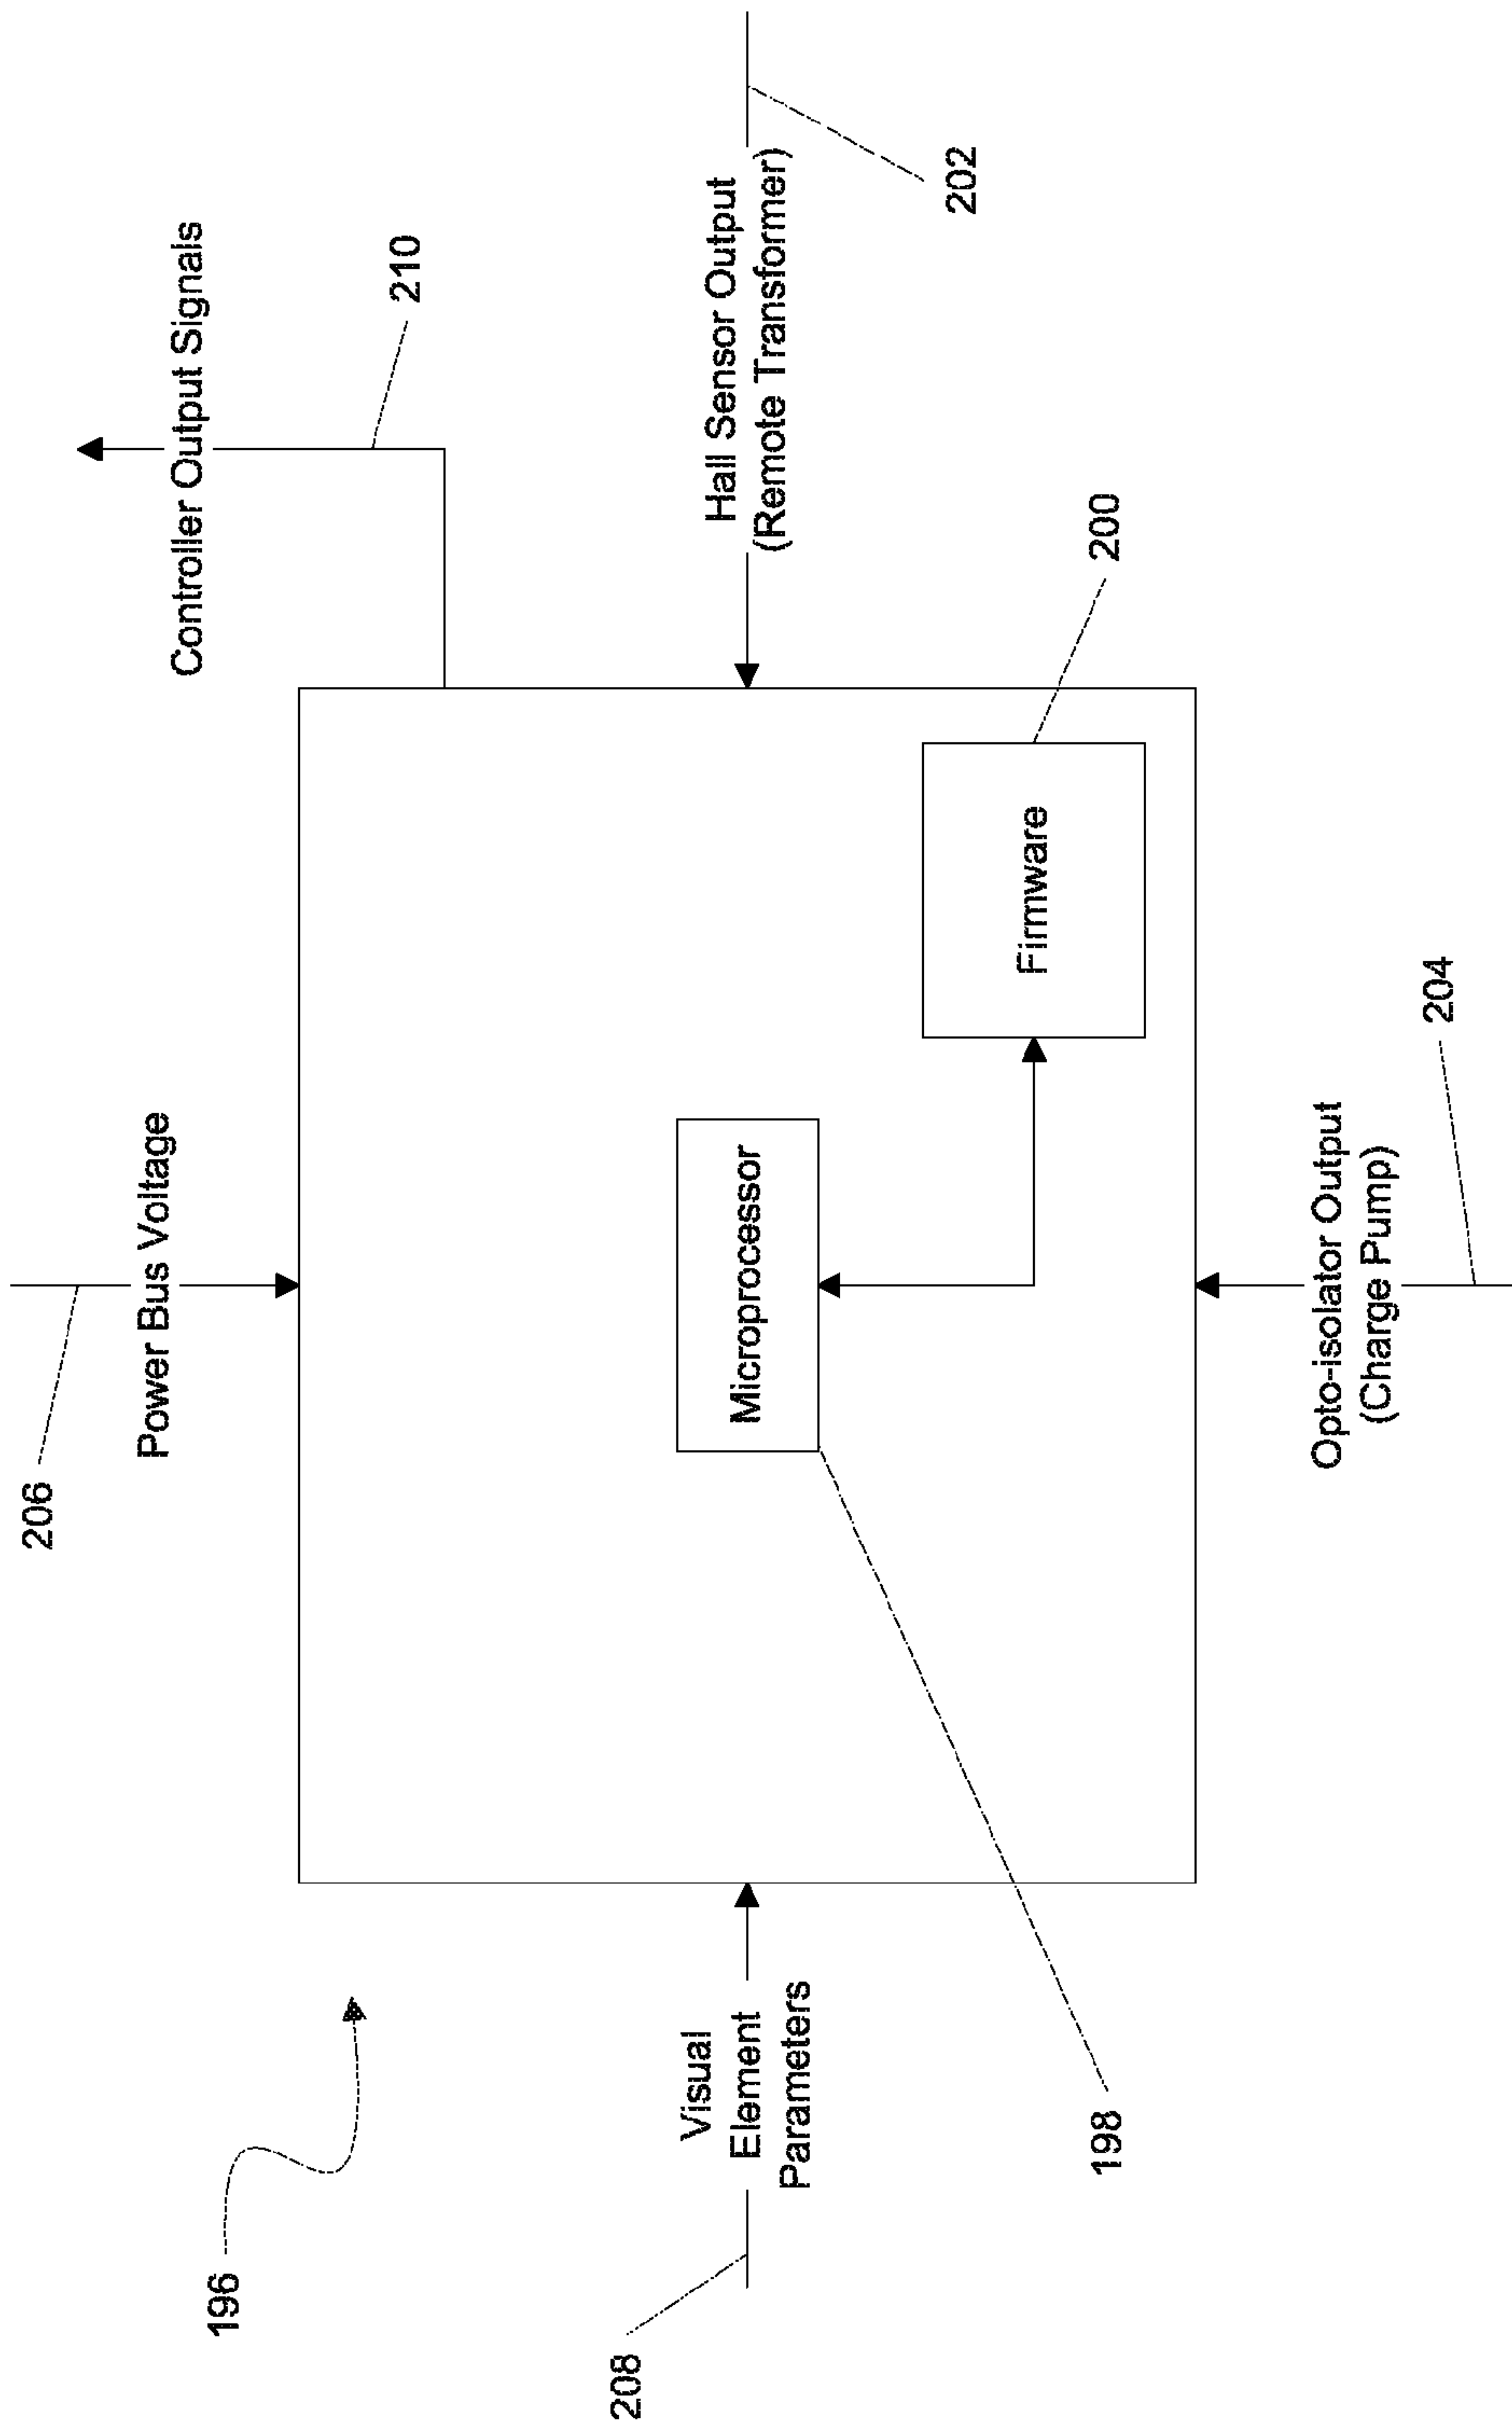 206
Power Bus Voltage
Controller Output Signals
210
196
Visual
Element
Parameters
208
Microprocessor
Hall Sensor Output
(Remote Transformer)
202
Firmware
200
198
Opto-isolator Output
(Charge Pump)
204